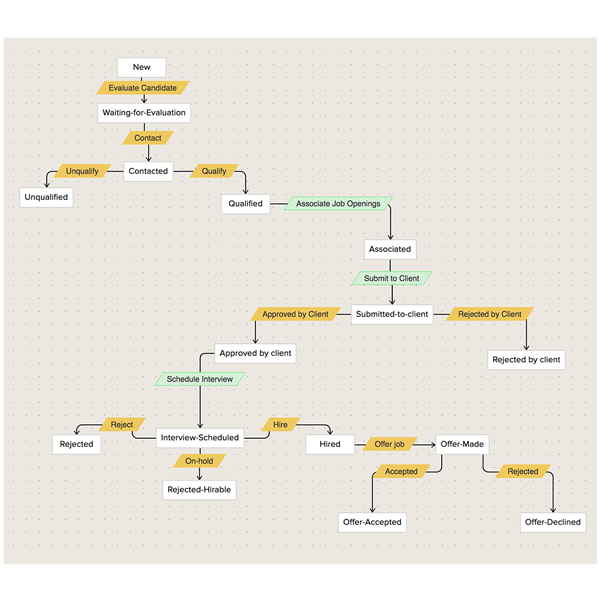 New
Evaluate Candidate
Waiting-for-Evaluation
Contact
Unqualify
Contacted
Qualify
Unqualified
Qualified
Associate Job Openings
Associated
Submit to Client
Approved by Client
Submitted-to-client
Rejected by Client
Approved by client
Rejected by client
Schedule Interview
Reject
Hire
Rejected
Interview-Scheduled
Hired
Offer job
Offer-Made
On-hold
Accepted
Rejected
Rejected-Hirable
Offer-Accepted
Offer-Declined